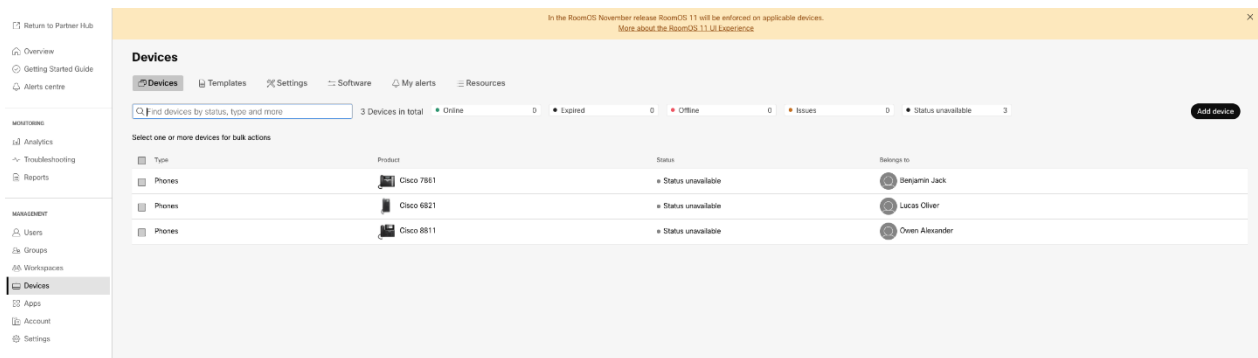 In the RoomOS November release RoomOS 11 will be enforced on applicable devices.
More about the RoomOS 11 UI Experience
Return to Partner Hub
Overview
Getting Started Guide
Alerts centre
MONITORING
Analytics
Troubleshooting
Reports
MANAGEMENT
Users
Groups
Workspaces
Devices
Apps
Account
Settings
Devices
Devices Templates Settings Software My alerts Resources
Find devices by status, type and more 3 Devices in total Online 0 Expired 0 Offline 0 Issues 0 Status unavailable 3 Add device
Select one or more devices for bulk actions
Type Product Status Belongs to
Phones Cisco 7861 Status unavailable Benjamin Jack
Phones Cisco 6821 Status unavailable Lucas Oliver
Phones Cisco 8811 Status unavailable Owen Alexander